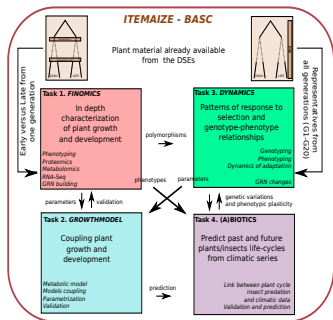 ITEMAIZE - BASC
Plant material already available
from the DSEs
Early versus Late from
one generation
Representatives from
all generations (G1-G20)
Task 1. FINOMICS
In depth
characterization
of plant growth
and development
Phenotyping
Proteomics
Metabolomics
RNA-Seq
GRN building
polymorphisms
Task 3. DYNAMICS
Patterns of response to
selection and
genotype-phenotype
relationships
Genotyping
Phenotyping
Dynamics of adaptation
GRN changes
phenotypes
parameters
parameters
validation
genetic variations
and phenotypic plasticity
Task 2. GROWTHMODEL
Coupling plant
growth and
development
Metabolic model
Models coupling
Parametrization
Validation
prediction
Task 4. (A)BIOTICS
Predict past and future
plants/insects life-cycles
from climatic series
Link between plant cycle
insect predation
and climatic data
Validation and prediction